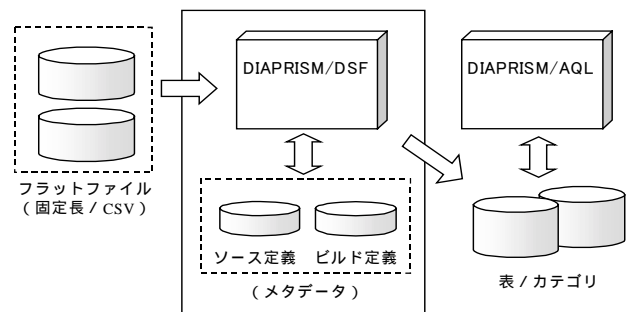 DIAPRISM/DSF
DIAPRISM/AQL
フラットファイル
(固定長/CSV)
ソース定義
ビルド定義
(メタデータ)
表/カテゴリ